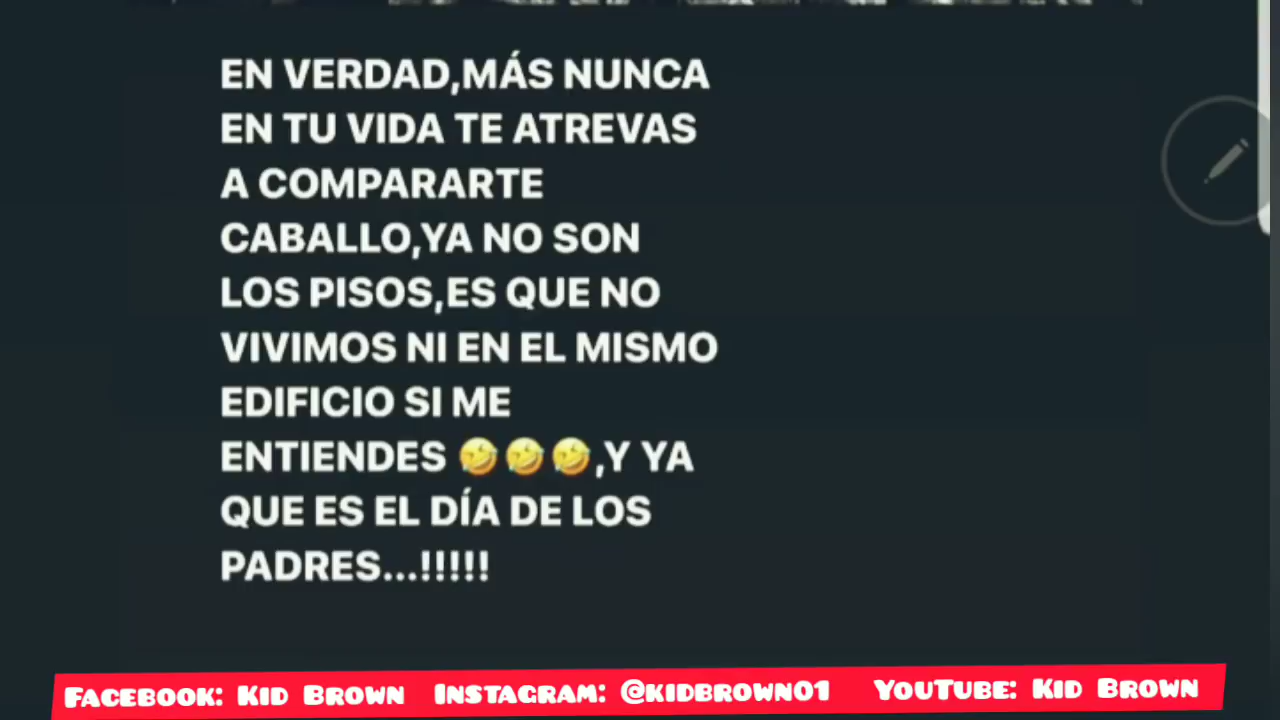 EN VERDAD,MÁS NUNCA
EN TU VIDA TE ATREVAS
A COMPARARTE
CABALLO,YA NO SON
LOS PISOS,ES QUE NO
VIVIMOS NI EN EL MISMO
EDIFICIO SI ME
ENTIENDES 🤣🤣🤣,Y YA
QUE ES EL DÍA DE LOS
PADRES...!!!!!
Facebook: Kid Brown Instagram: @kidbrown01 YouTube: Kid Brown